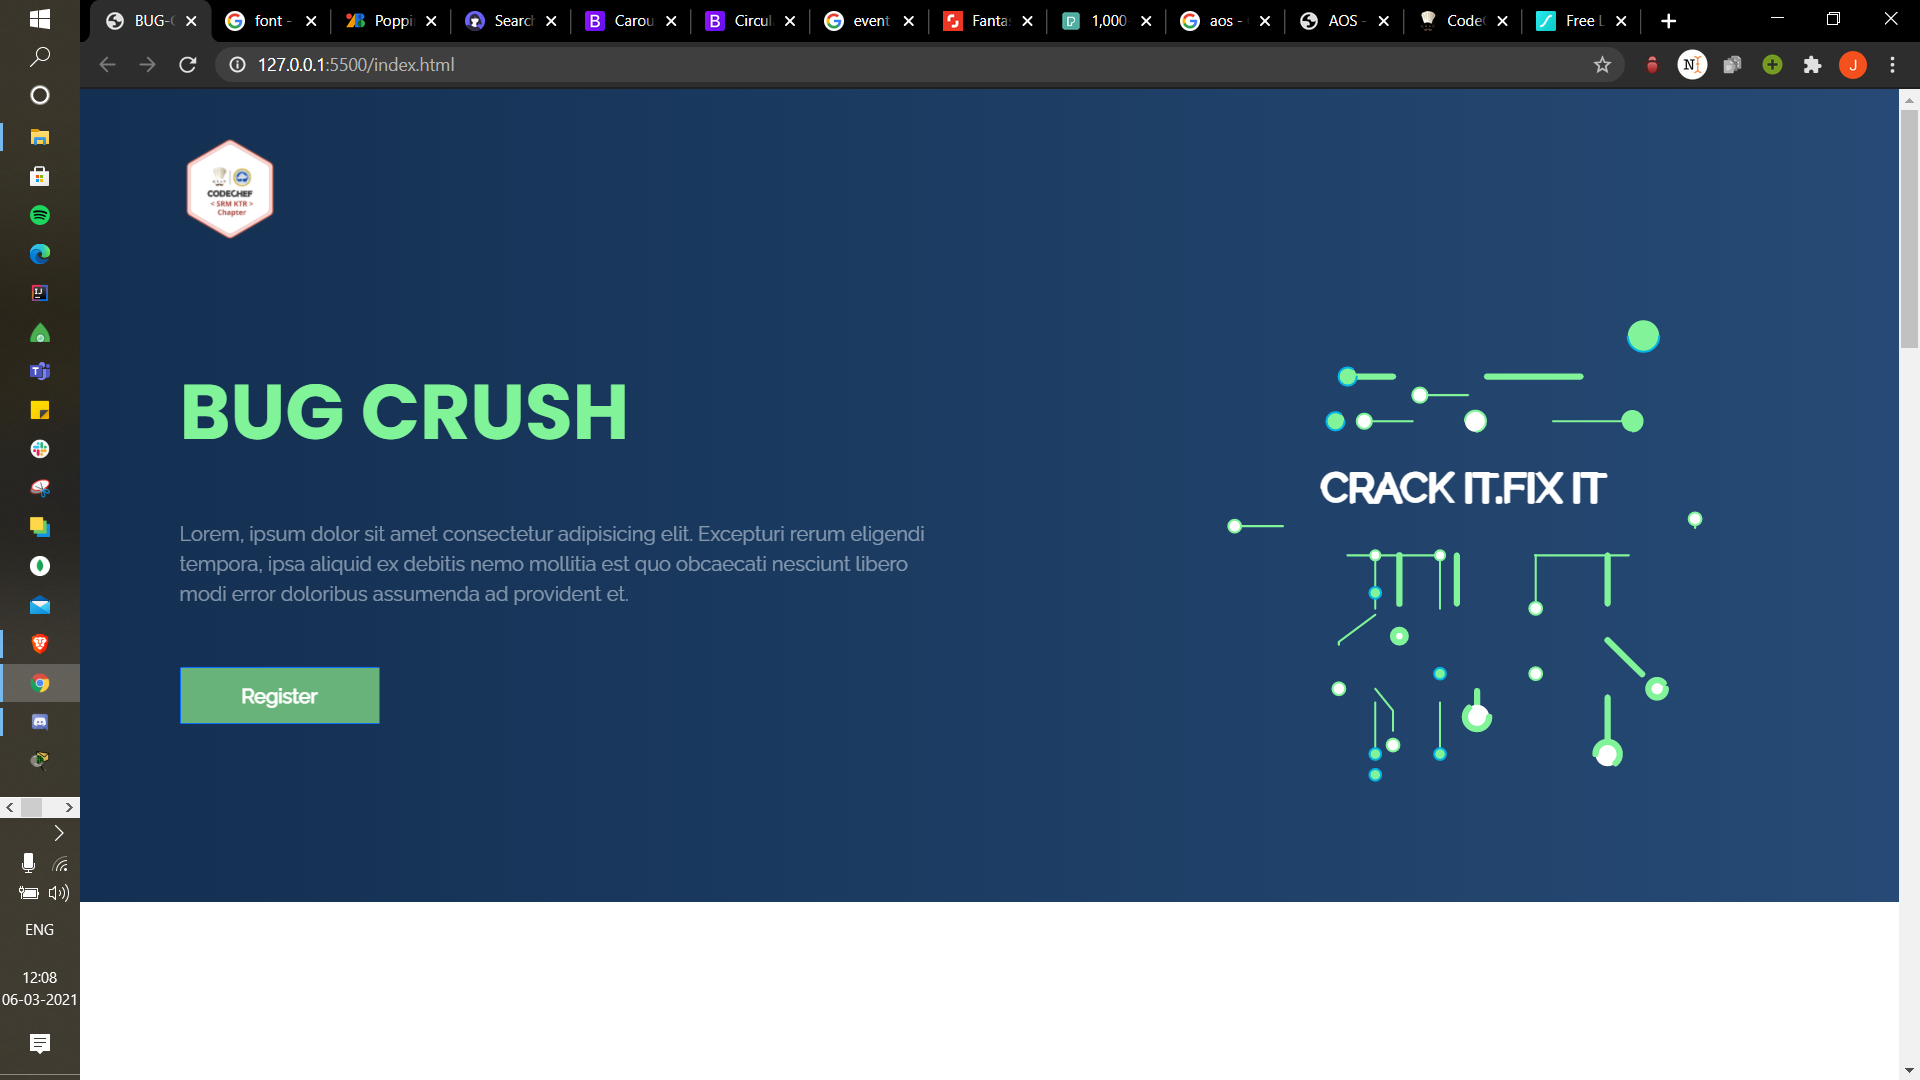 BUG-C
font -
Poppi
Searc
Carou
Circul
event
Fanta
1,000
aos -
AOS -
CodeC
Free L
127.0.0.1:5500/index.html
N
J
CODECHEF
< SRM KTR >
Chapter
BUG CRUSH
CRACK IT.FIX IT
Lorem, ipsum dolor sit amet consectetur adipisicing elit. Excepturi rerum eligendi
tempora, ipsa aliquid ex debitis nemo mollitia est quo obcaecati nesciunt libero
modi error doloribus assumenda ad provident et.
Register
ENG
12:08
06-03-2021